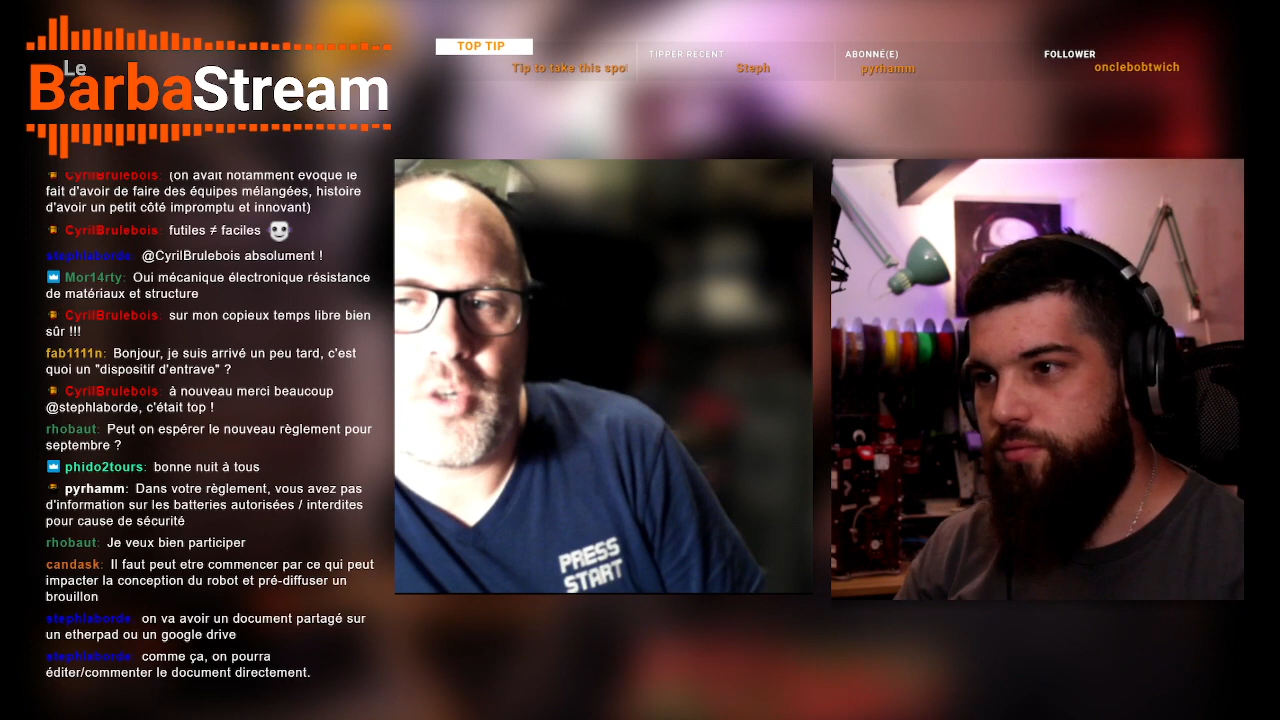 Le
BarbaStream
TOP TIP
Tip to take this spo
TIPPER RECENT
Steph
ABONNÉ(E)
pyrhamm
FOLLOWER
onclebobtwich
CyrilBrulebois: (on avait notamment évoqué le
fait d'avoir de faire des équipes mélangées, histoire
d'avoir un petit côté impromptu et innovant)
CyrilBrulebois: futiles ≠ faciles
stephlaborde: @CyrilBrulebois absolument !
Mor14rty: Oui mécanique électronique résistance
de matériaux et structure
CyrilBrulebois: sur mon copieux temps libre bien
sûr !!!
fab1111n: Bonjour, je suis arrivé un peu tard, c'est
quoi un "dispositif d'entrave" ?
CyrilBrulebois: à nouveau merci beaucoup
@stephlaborde, c'était top !
rhobaut: Peut on espérer le nouveau règlement pour
septembre ?
phido2tours: bonne nuit à tous
pyrhamm: Dans votre règlement, vous avez pas
d'information sur les batteries autorisées / interdites
pour cause de sécurité
rhobaut: Je veux bien participer
candask: Il faut peut etre commencer par ce qui peut
impacter la conception du robot et pré-diffuser un
brouillon
stephlaborde: on va avoir un document partagé sur
un etherpad ou un google drive
stephlaborde: comme ça, on pourra
éditer/commenter le document directement.
PRESS
START